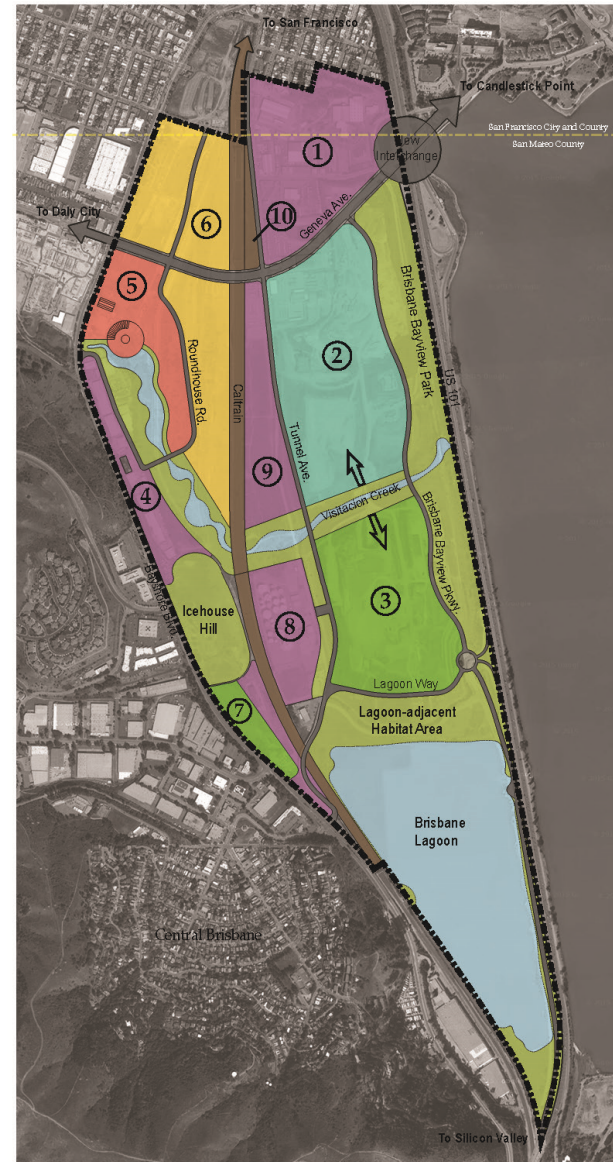 To San Francisco
To Candlestick Point
San Francisco City and County
San Mateo County
New
Interchange
1
To Daly City
6
10
Geneva Ave.
5
Brisbane Bayview Park
2
Roundhouse Rd.
Caltrain
US 101
Tunnel Ave.
9
4
Visitacion Creek
Brisbane Bayview Pkwy.
Bayshore Blvd.
3
Icehouse
Hill
8
Lagoon Way
7
Lagoon-adjacent
Habitat Area
Brisbane
Lagoon
Central Brisbane
To Silicon Valley